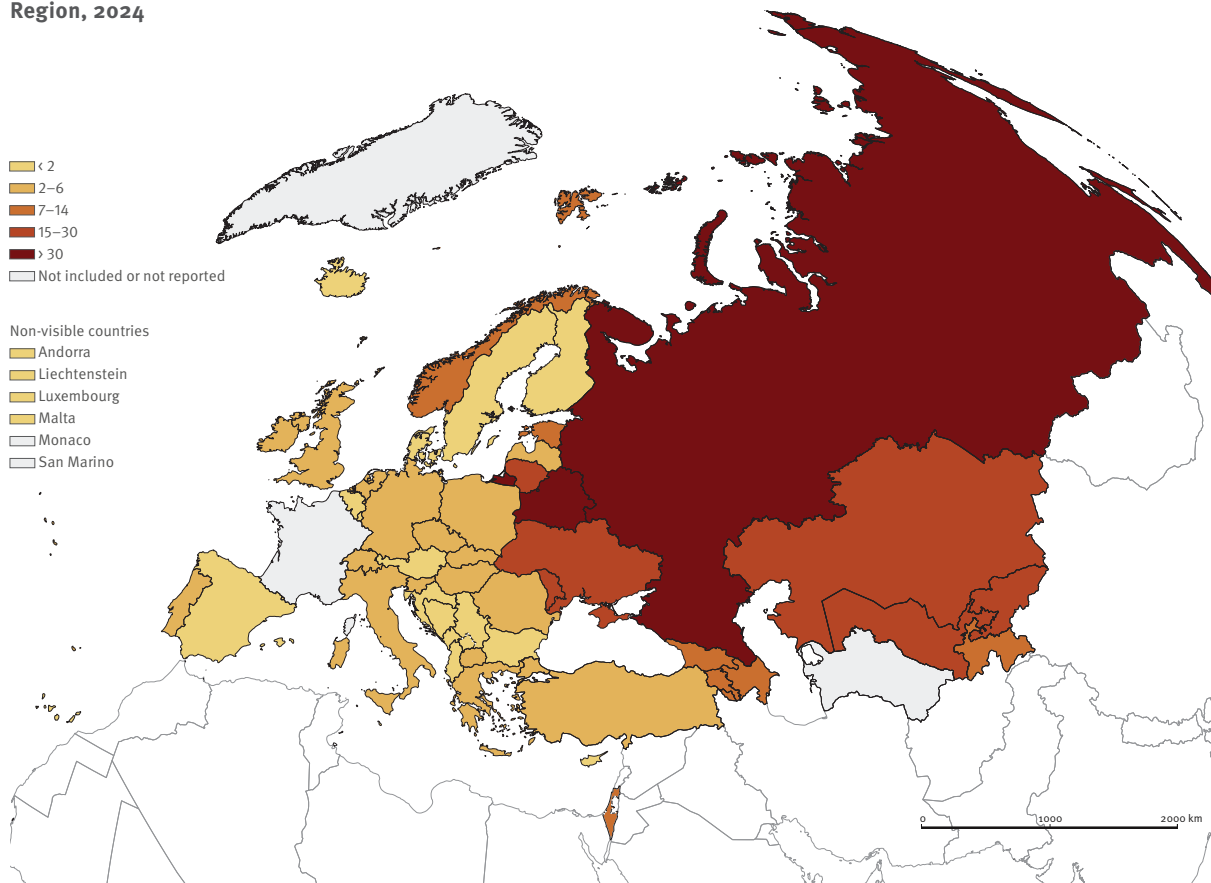 Region, 2024
< 2
2–6
7–14
15–30
> 30
Not included or not reported
Non-visible countries
Andorra
Liechtenstein
Luxembourg
Malta
Monaco
San Marino
0 1000 2000 km